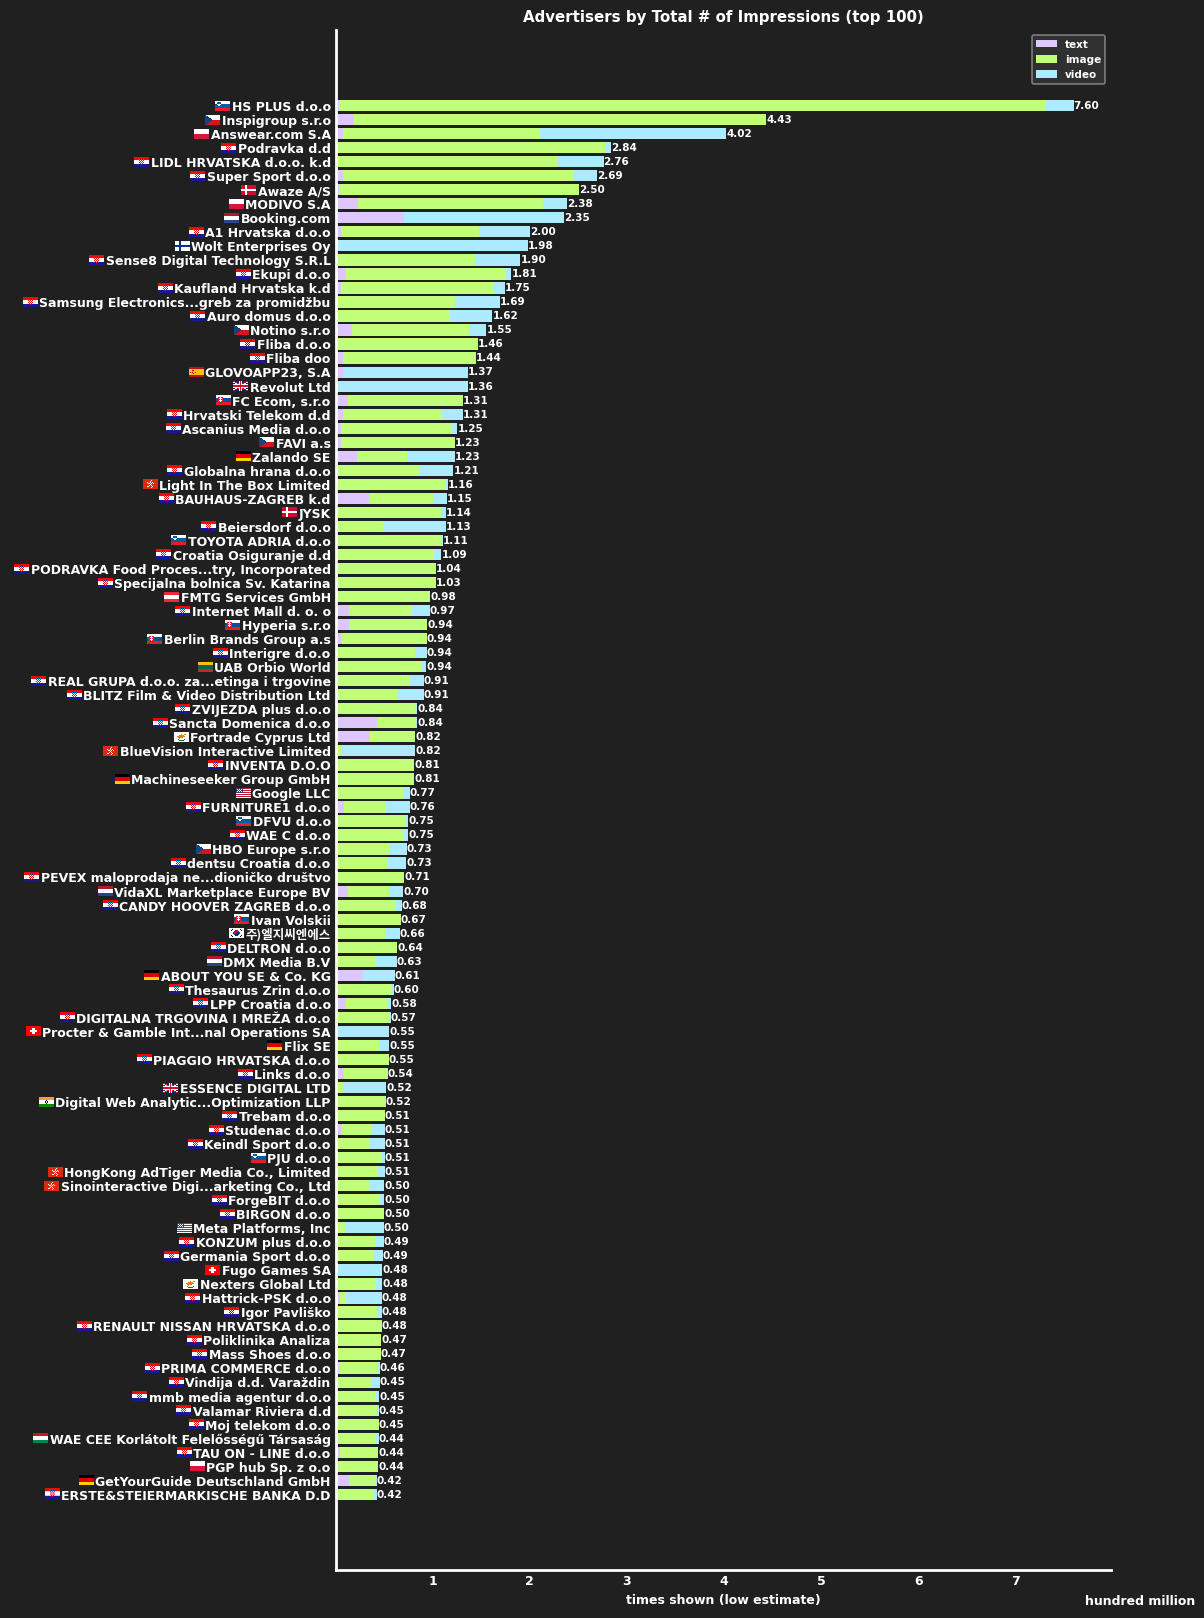 Advertisers by Total # of Impressions (top 100)
text
image
video
HS PLUS d.o.o 7.60
Inspigroup s.r.o 4.43
Answear.com S.A 4.02
Podravka d.d 2.84
LIDL HRVATSKA d.o.o. k.d 2.76
Super Sport d.o.o 2.69
Awaze A/S 2.50
MODIVO S.A 2.38
Booking.com 2.35
A1 Hrvatska d.o.o 2.00
Wolt Enterprises Oy 1.98
Sense8 Digital Technology S.R.L 1.90
Ekupi d.o.o 1.81
Kaufland Hrvatska k.d 1.75
Samsung Electronics...greb za promidžbu 1.69
Auro domus d.o.o 1.62
Notino s.r.o 1.55
Fliba d.o.o 1.46
Fliba doo 1.44
GLOVOAPP23, S.A 1.37
Revolut Ltd 1.36
FC Ecom, s.r.o 1.31
Hrvatski Telekom d.d 1.31
Ascanius Media d.o.o 1.25
FAVI a.s 1.23
Zalando SE 1.23
Globalna hrana d.o.o 1.21
Light In The Box Limited 1.16
BAUHAUS-ZAGREB k.d 1.15
JYSK 1.14
Beiersdorf d.o.o 1.13
TOYOTA ADRIA d.o.o 1.11
Croatia Osiguranje d.d 1.09
PODRAVKA Food Proces...try, Incorporated 1.04
Specijalna bolnica Sv. Katarina 1.03
FMTG Services GmbH 0.98
Internet Mall d. o. o 0.97
Hyperia s.r.o 0.94
Berlin Brands Group a.s 0.94
Interigre d.o.o 0.94
UAB Orbio World 0.94
REAL GRUPA d.o.o. za...etinga i trgovine 0.91
BLITZ Film & Video Distribution Ltd 0.91
ZVIJEZDA plus d.o.o 0.84
Sancta Domenica d.o.o 0.84
Fortrade Cyprus Ltd 0.82
BlueVision Interactive Limited 0.82
INVENTA D.O.O 0.81
Machineseeker Group GmbH 0.81
Google LLC 0.77
FURNITURE1 d.o.o 0.76
DFVU d.o.o 0.75
WAE C d.o.o 0.75
HBO Europe s.r.o 0.73
dentsu Croatia d.o.o 0.73
PEVEX maloprodaja ne...dioničko društvo 0.71
VidaXL Marketplace Europe BV 0.70
CANDY HOOVER ZAGREB d.o.o 0.68
Ivan Volskii 0.67
주)엘지씨엔에스 0.66
DELTRON d.o.o 0.64
DMX Media B.V 0.63
ABOUT YOU SE & Co. KG 0.61
Thesaurus Zrin d.o.o 0.60
LPP Croatia d.o.o 0.58
DIGITALNA TRGOVINA I MREŽA d.o.o 0.57
Procter & Gamble Int...nal Operations SA 0.55
Flix SE 0.55
PIAGGIO HRVATSKA d.o.o 0.55
Links d.o.o 0.54
ESSENCE DIGITAL LTD 0.52
Digital Web Analytic...Optimization LLP 0.52
Trebam d.o.o 0.51
Studenac d.o.o 0.51
Keindl Sport d.o.o 0.51
PJU d.o.o 0.51
HongKong AdTiger Media Co., Limited 0.51
Sinointeractive Digi...arketing Co., Ltd 0.50
ForgeBIT d.o.o 0.50
BIRGON d.o.o 0.50
Meta Platforms, Inc 0.50
KONZUM plus d.o.o 0.49
Germania Sport d.o.o 0.49
Fugo Games SA 0.48
Nexters Global Ltd 0.48
Hattrick-PSK d.o.o 0.48
Igor Pavliško 0.48
RENAULT NISSAN HRVATSKA d.o.o 0.48
Poliklinika Analiza 0.47
Mass Shoes d.o.o 0.47
PRIMA COMMERCE d.o.o 0.46
Vindija d.d. Varaždin 0.45
mmb media agentur d.o.o 0.45
Valamar Riviera d.d 0.45
Moj telekom d.o.o 0.45
WAE CEE Korlátolt Felelősségű Társaság 0.44
TAU ON - LINE d.o.o 0.44
PGP hub Sp. z o.o 0.44
GetYourGuide Deutschland GmbH 0.42
ERSTE&STEIERMARKISCHE BANKA D.D 0.42
1 2 3 4 5 6 7
times shown (low estimate)
hundred million